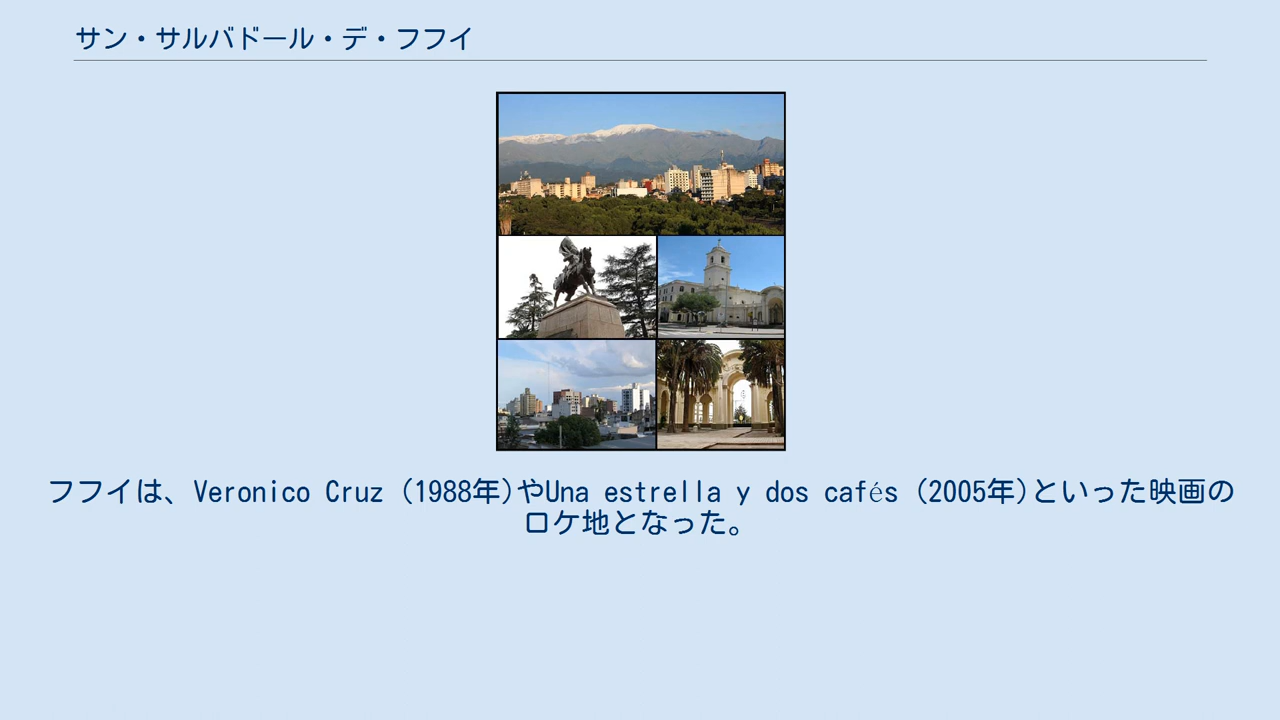 サン・サルバドール・デ・フフイ
フフイは、Veronico Cruz (1988年)やUna estrella y dos cafés (2005年)といった映画の
ロケ地となった。